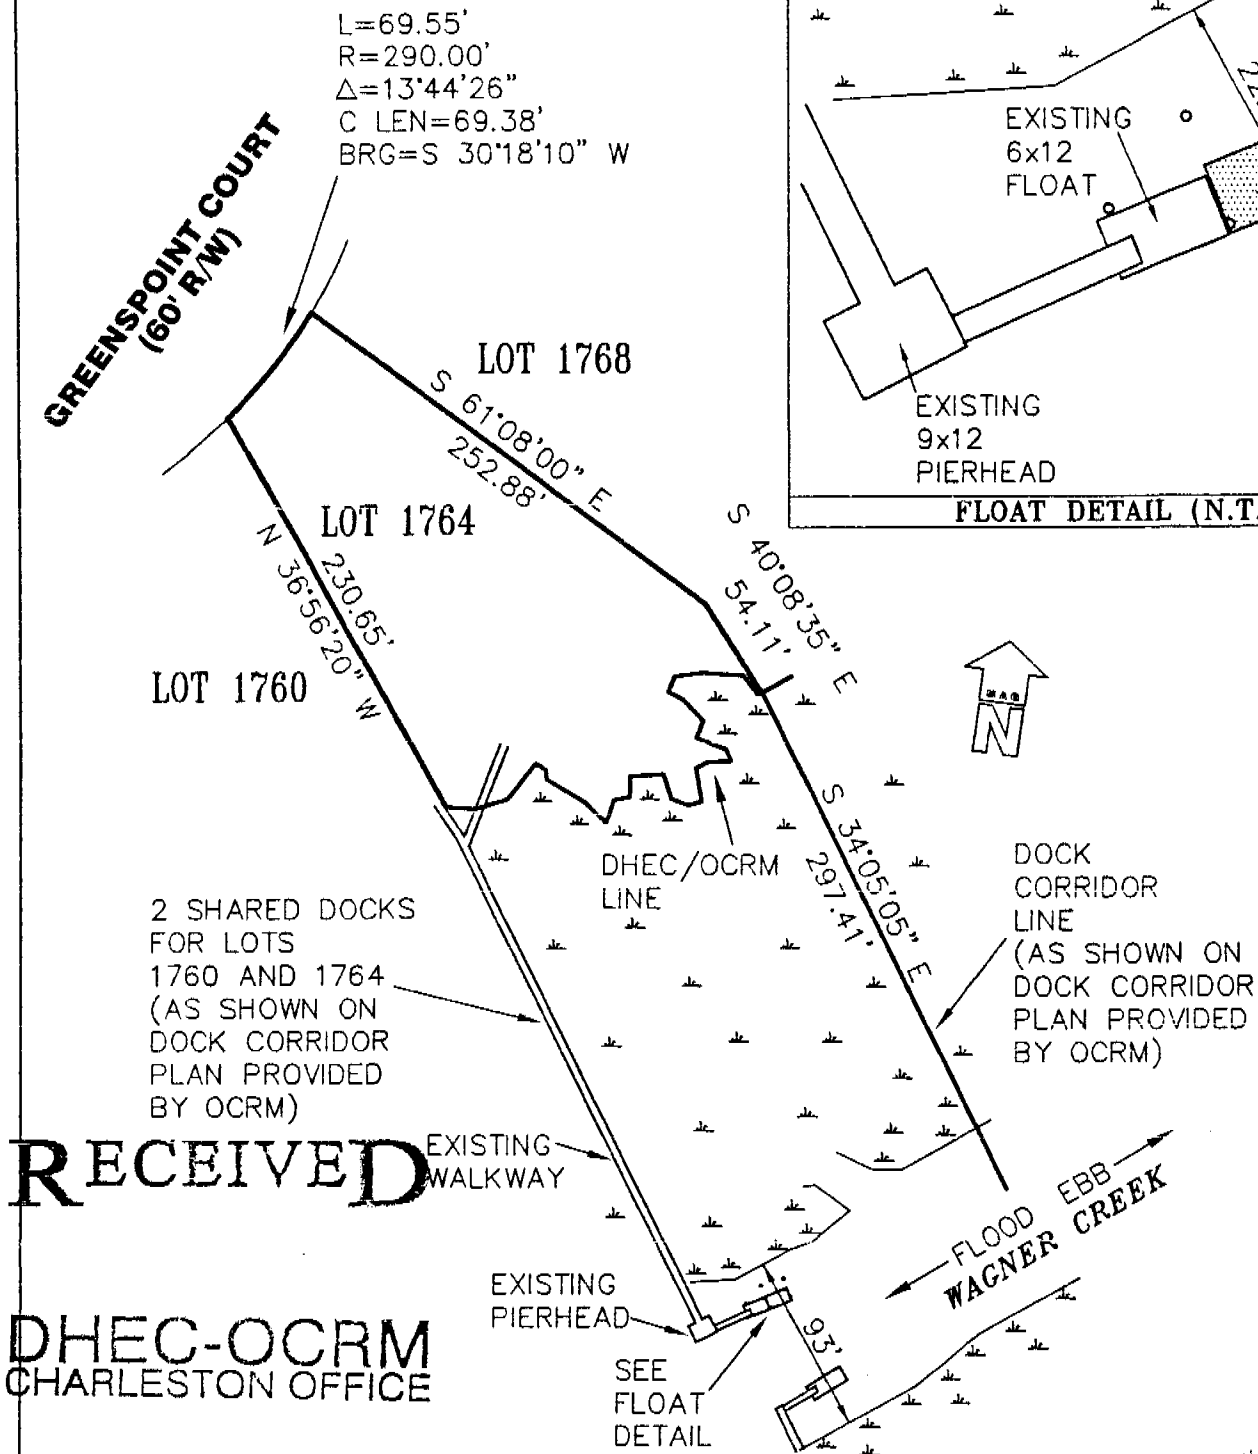 L=69.55'
R=290.00'
Δ=13°44'26"
C LEN=69.38'
BRG=S 30°18'10" W
GREENSPOINT COURT
(60' R/W)
EXISTING
6x12
FLOAT
EXISTING
9x12
PIERHEAD
FLOAT DETAIL (N.T.
LOT 1768
S 61°08'00" E
252.88'
LOT 1764
N 36°56'20" W
230.65'
LOT 1760
S 40°08'35" E
54.11'
MAG
N
S 34°05'05" E
297.41'
DHEC/OCRM
LINE
DOCK
CORRIDOR
LINE
(AS SHOWN ON
DOCK CORRIDOR
PLAN PROVIDED
BY OCRM)
2 SHARED DOCKS
FOR LOTS
1760 AND 1764
(AS SHOWN ON
DOCK CORRIDOR
PLAN PROVIDED
BY OCRM)
RECEIVED
EXISTING
WALKWAY
FLOOD EBB
WAGNER CREEK
EXISTING
PIERHEAD
93'
SEE
FLOAT
DETAIL
DHEC-OCRM
CHARLESTON OFFICE